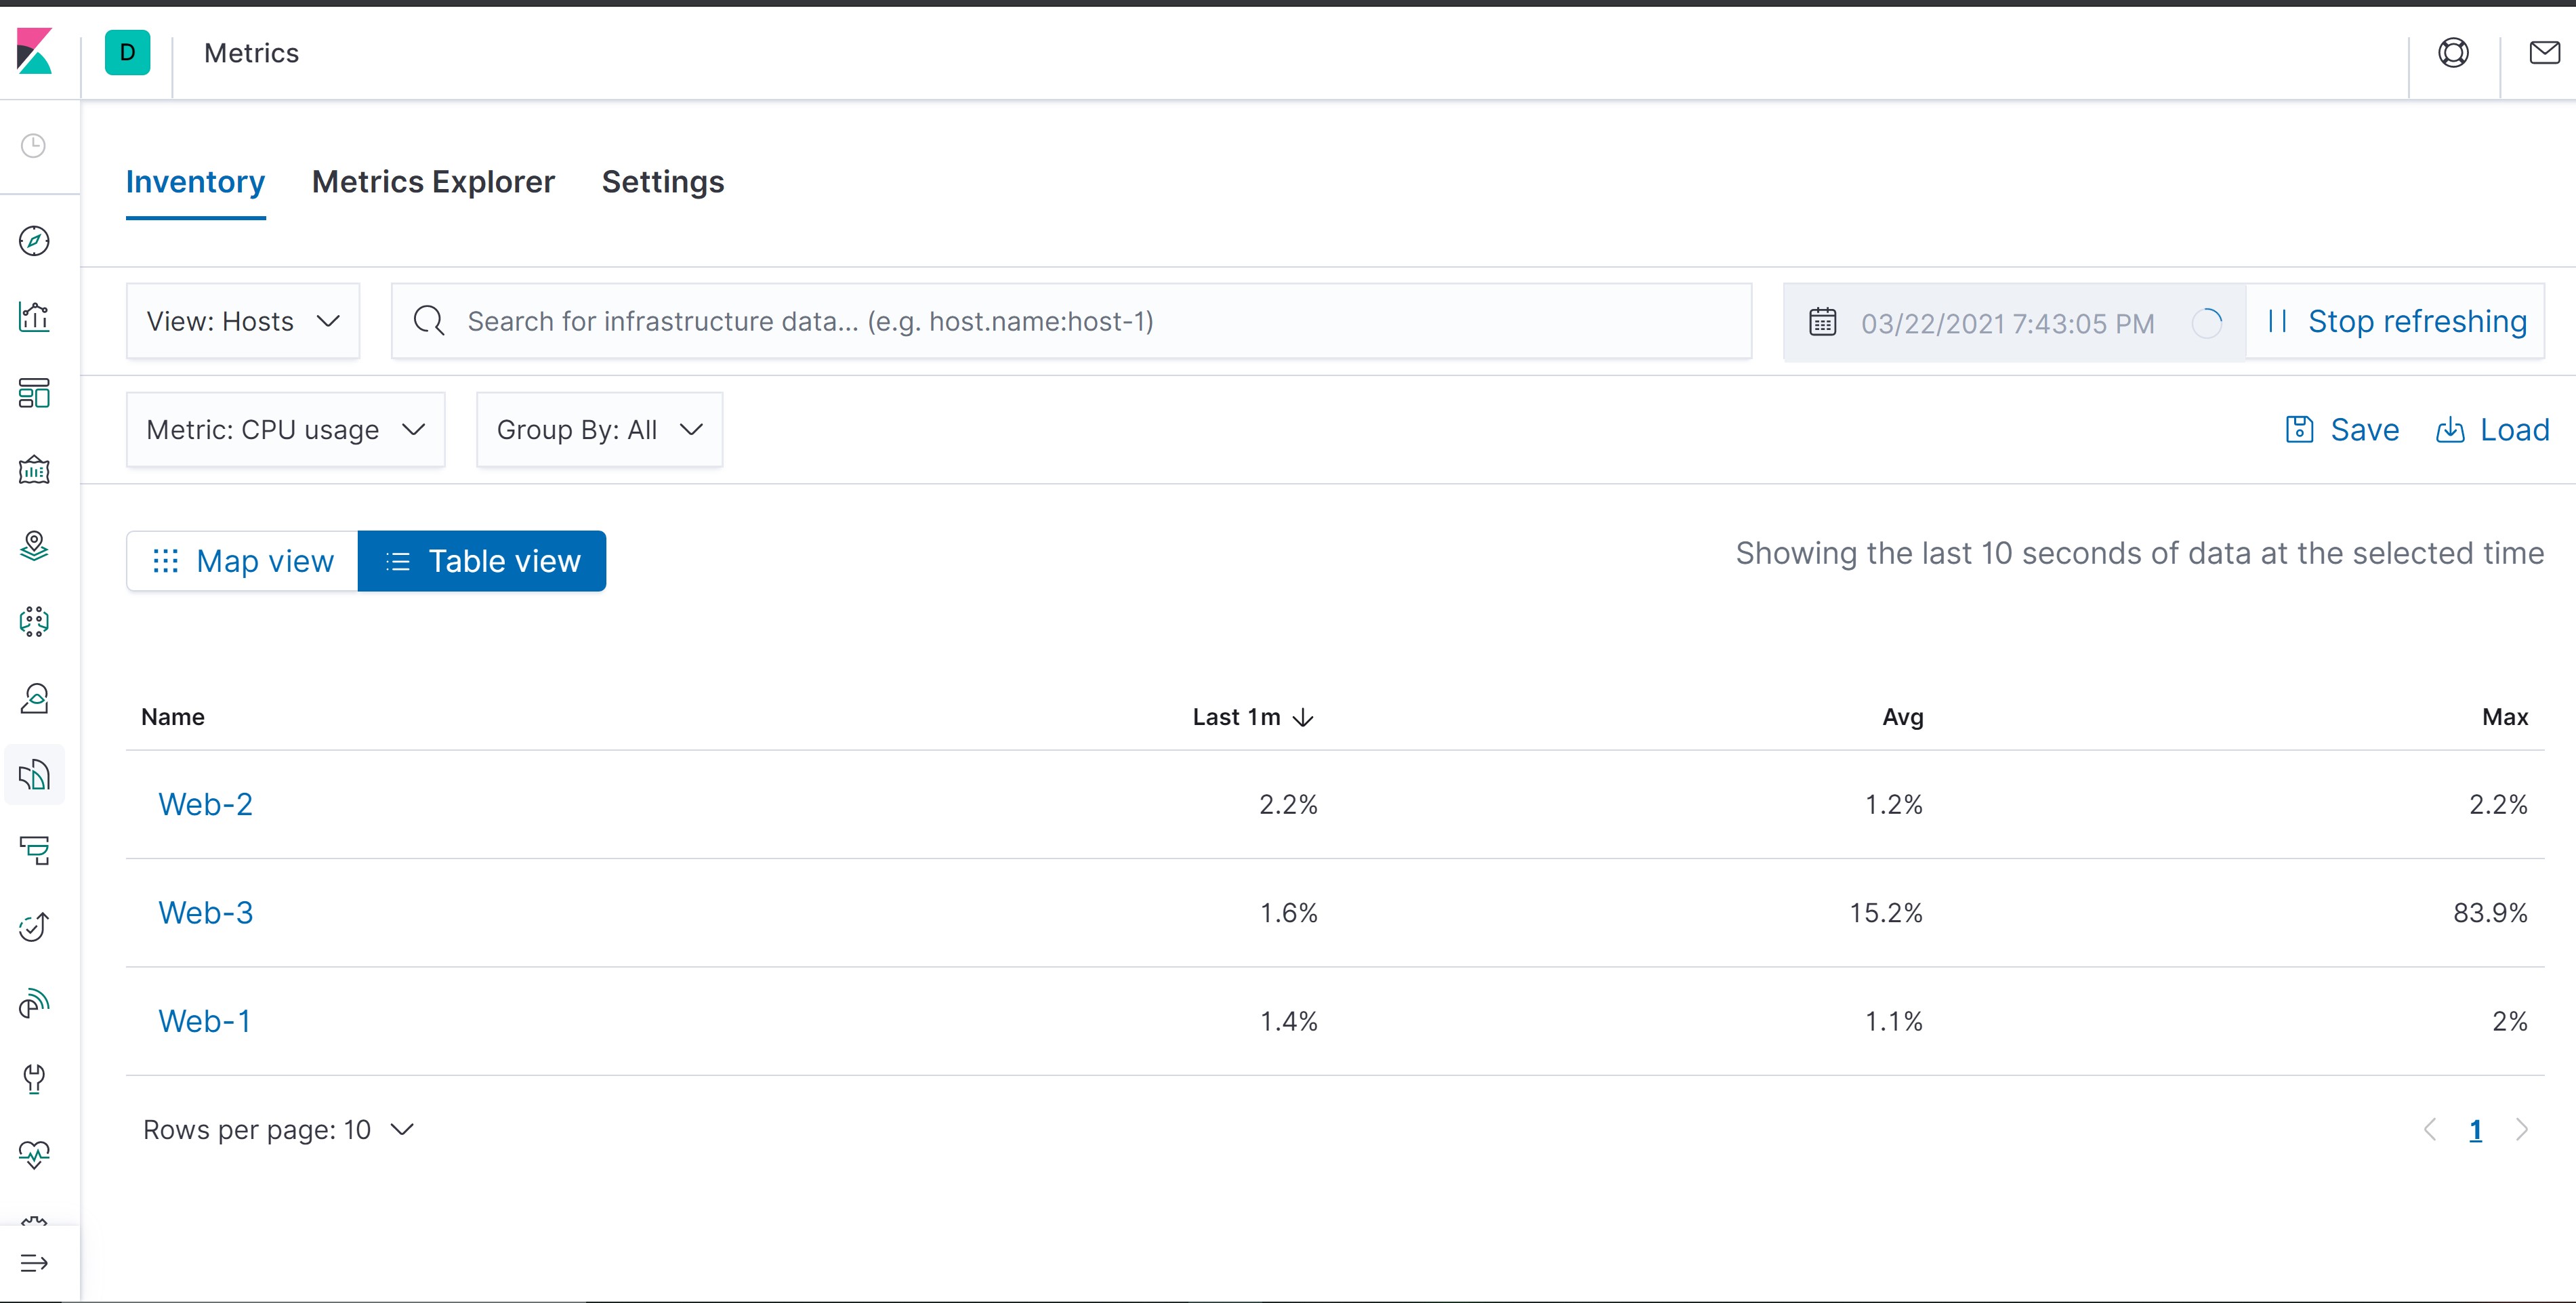 D Metrics
Inventory Metrics Explorer Settings
View: Hosts Search for infrastructure data... (e.g. host.name:host-1) 03/22/2021 7:43:05 PM Stop refreshing
Metric: CPU usage Group By: All Save Load
Map view Table view Showing the last 10 seconds of data at the selected time
Name Last 1m Avg Max
Web-2 2.2% 1.2% 2.2%
Web-3 1.6% 15.2% 83.9%
Web-1 1.4% 1.1% 2%
Rows per page: 10 1